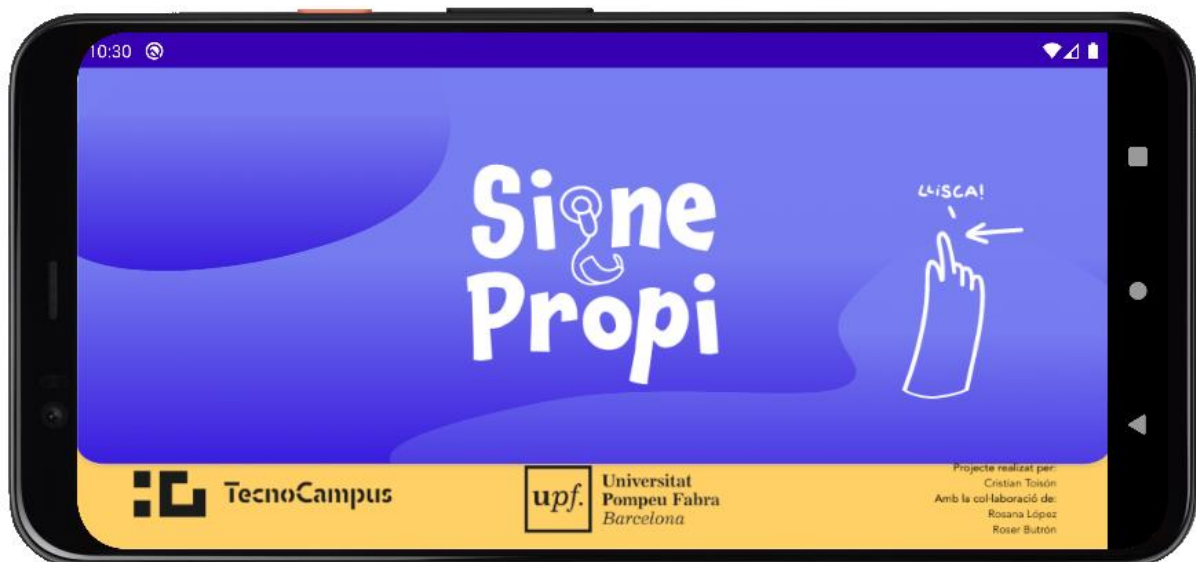 10:30
Signe
Propi
LLISCA!
TecnoCampus
upf.
Universitat
Pompeu Fabra
Barcelona
Projecte realizat per:
Cristian Toisón
Amb la col·laboració de:
Rosana López
Roser Butrón